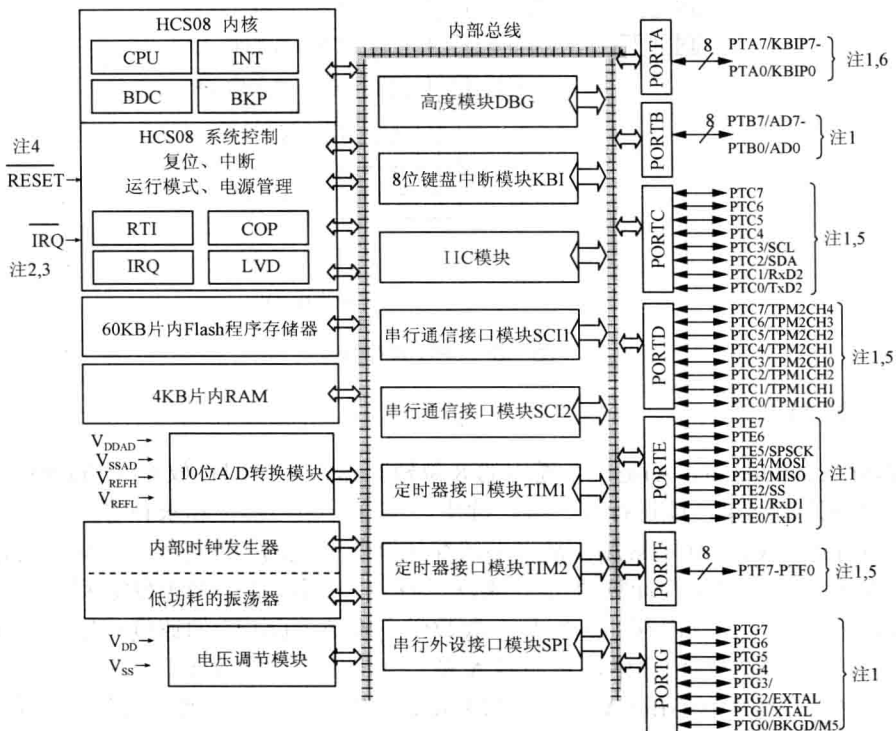 HCS08 内核
CPU
INT
BDC
BKP
HCS08 系统控制
复位、中断
运行模式、电源管理
RTI
COP
IRQ
LVD
注4
RESET
IRQ
注2,3
60KB片内Flash程序存储器
4KB片内RAM
VDDAD
VSSAD
VREFH
VREFL
10位A/D转换模块
内部时钟发生器
低功耗的振荡器
VDD
VSS
电压调节模块
内部总线
高度模块DBG
8位键盘中断模块KBI
IIC模块
串行通信接口模块SCI1
串行通信接口模块SCI2
定时器接口模块TIM1
定时器接口模块TIM2
串行外设接口模块SPI
PORTA
8
PTA7/KBIP7-
PTA0/KBIP0
注1,6
PORTB
8
PTB7/AD7-
PTB0/AD0
注1
PORTC
PTC7
PTC6
PTC5
PTC4
PTC3/SCL
PTC2/SDA
PTC1/RxD2
PTC0/TxD2
注1,5
PORTD
PTC7/TPM2CH4
PTC6/TPM2CH3
PTC5/TPM2CH2
PTC4/TPM2CH1
PTC3/TPM2CH0
PTC2/TPM1CH2
PTC1/TPM1CH1
PTC0/TPM1CH0
注1,5
PORTE
PTE7
PTE6
PTE5/SPSCK
PTE4/MOSI
PTE3/MISO
PTE2/SS
PTE1/RxD1
PTE0/TxD1
注1
PORTF
8
PTF7-PTF0
注1,5
PORTG
PTG7
PTG6
PTG5
PTG4
PTG3/
PTG2/EXTAL
PTG1/XTAL
PTG0/BKGD/M5
注1